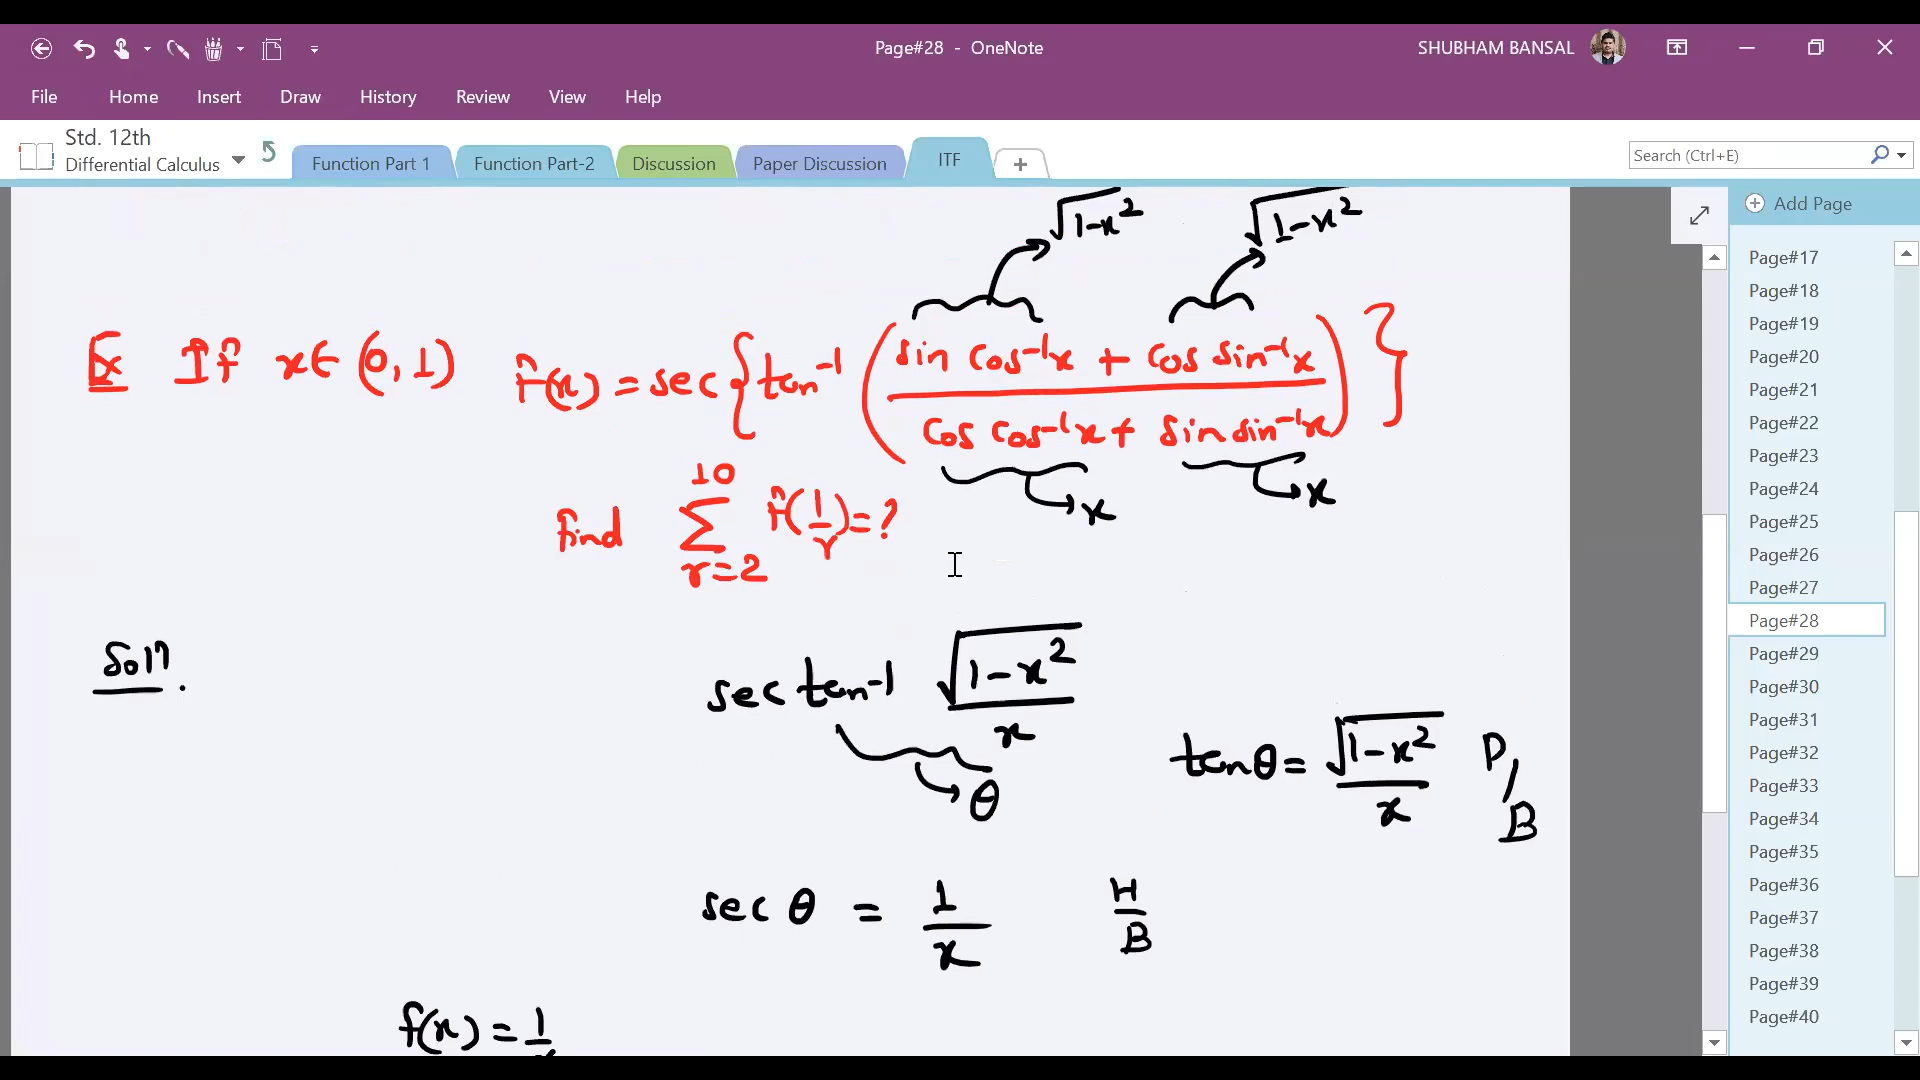 Page#28 - OneNote
SHUBHAM BANSAL
File Home Insert Draw History Review View Help
Std. 12th
Differential Calculus
Function Part 1 Function Part-2 Discussion Paper Discussion ITF +
Search (Ctrl+E)
Add Page
Page#17
Page#18
Page#19
Page#20
Page#21
Page#22
Page#23
Page#24
Page#25
Page#26
Page#27
Page#28
Page#29
Page#30
Page#31
Page#32
Page#33
Page#34
Page#35
Page#36
Page#37
Page#38
Page#39
Page#40
√(1-x²) √(1-x²)
Ex If x∈(0,1) f(x) = sec{tan⁻¹((sin cos⁻¹x + cos sin⁻¹x)/(cos cos⁻¹x + sin sin⁻¹x))}
x x
Find ∑_{r=2}^{10} f(1/r) = ?
Soln.
sec tan⁻¹ √(1-x²)/x
θ
tanθ = √(1-x²)/x P/B
sec θ = 1/x H/B
f(x) = 1/x